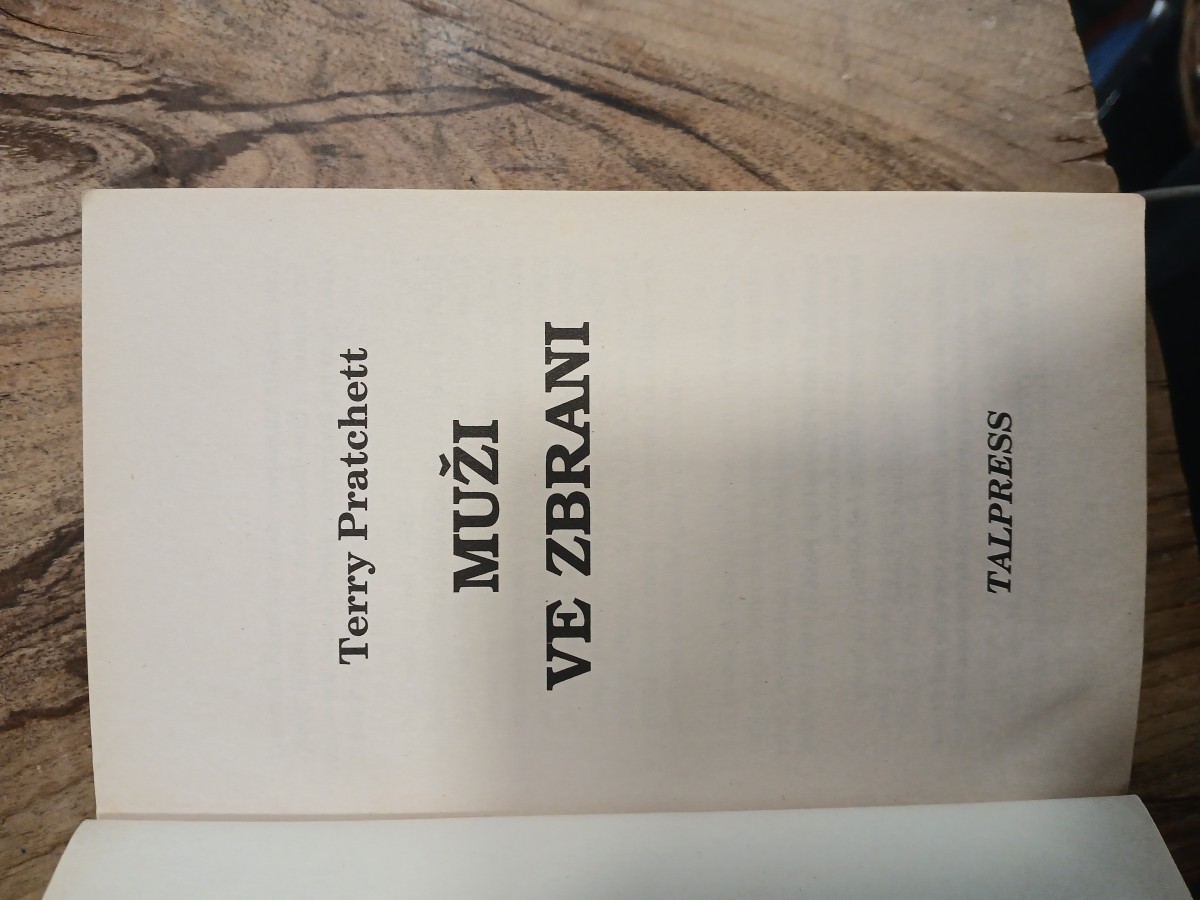 Terry Pratchett
MUŽI
VE ZBRANI
TALPRESS